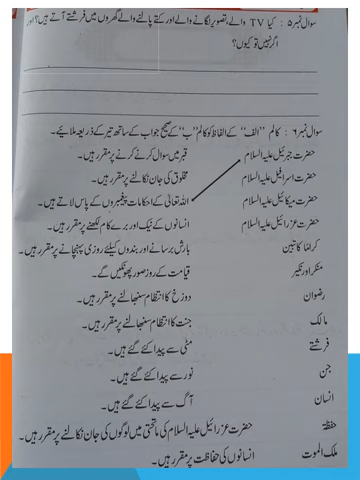 سوال نمبر ۵ : کیا TV والے، تصویر لگانے والے اور کتے پالنے والے گھروں میں فرشتے آتے ہیں؟ اور
اگر نہیں تو کیوں؟
سوال نمبر ۶ : کالم "الف" کے الفاظ کو کالم "ب" کے صحیح جواب کے ساتھ تیر کے ذریعہ ملائیے۔
حضرت جبرئیل علیہ السلام قبر میں سوال کرنے کرنے پر مقرر ہیں۔
حضرت اسرافیل علیہ السلام مخلوق کی جان نکالنے پر مقرر ہیں۔
حضرت میکائیل علیہ السلام اللہ تعالیٰ کے احکامات پیغمبروں کے پاس لاتے ہیں۔
حضرت عزرائیل علیہ السلام انسانوں کے نیک اور برے کام لکھنے پر مقرر ہیں۔
کراماً کاتبین بارش برسانے اور بندوں کیلئے روزی پہنچانے پر مقرر ہیں۔
منکر اور نکیر قیامت کے روز صور پھونکیں گے۔
رضوان دوزخ کا انتظام سنبھالنے پر مقرر ہیں۔
مالک جنت کا انتظام سنبھالنے پر مقرر ہیں۔
فرشتے مٹی سے پیدا کئے گئے ہیں۔
جن نور سے پیدا کئے گئے ہیں۔
انسان آگ سے پیدا کئے گئے ہیں۔
حفظۃ حضرت عزرائیل علیہ السلام کی ماتحتی میں لوگوں کی جان نکالنے پر مقرر ہیں۔
ملک الموت انسانوں کی حفاظت پر مقرر ہیں۔